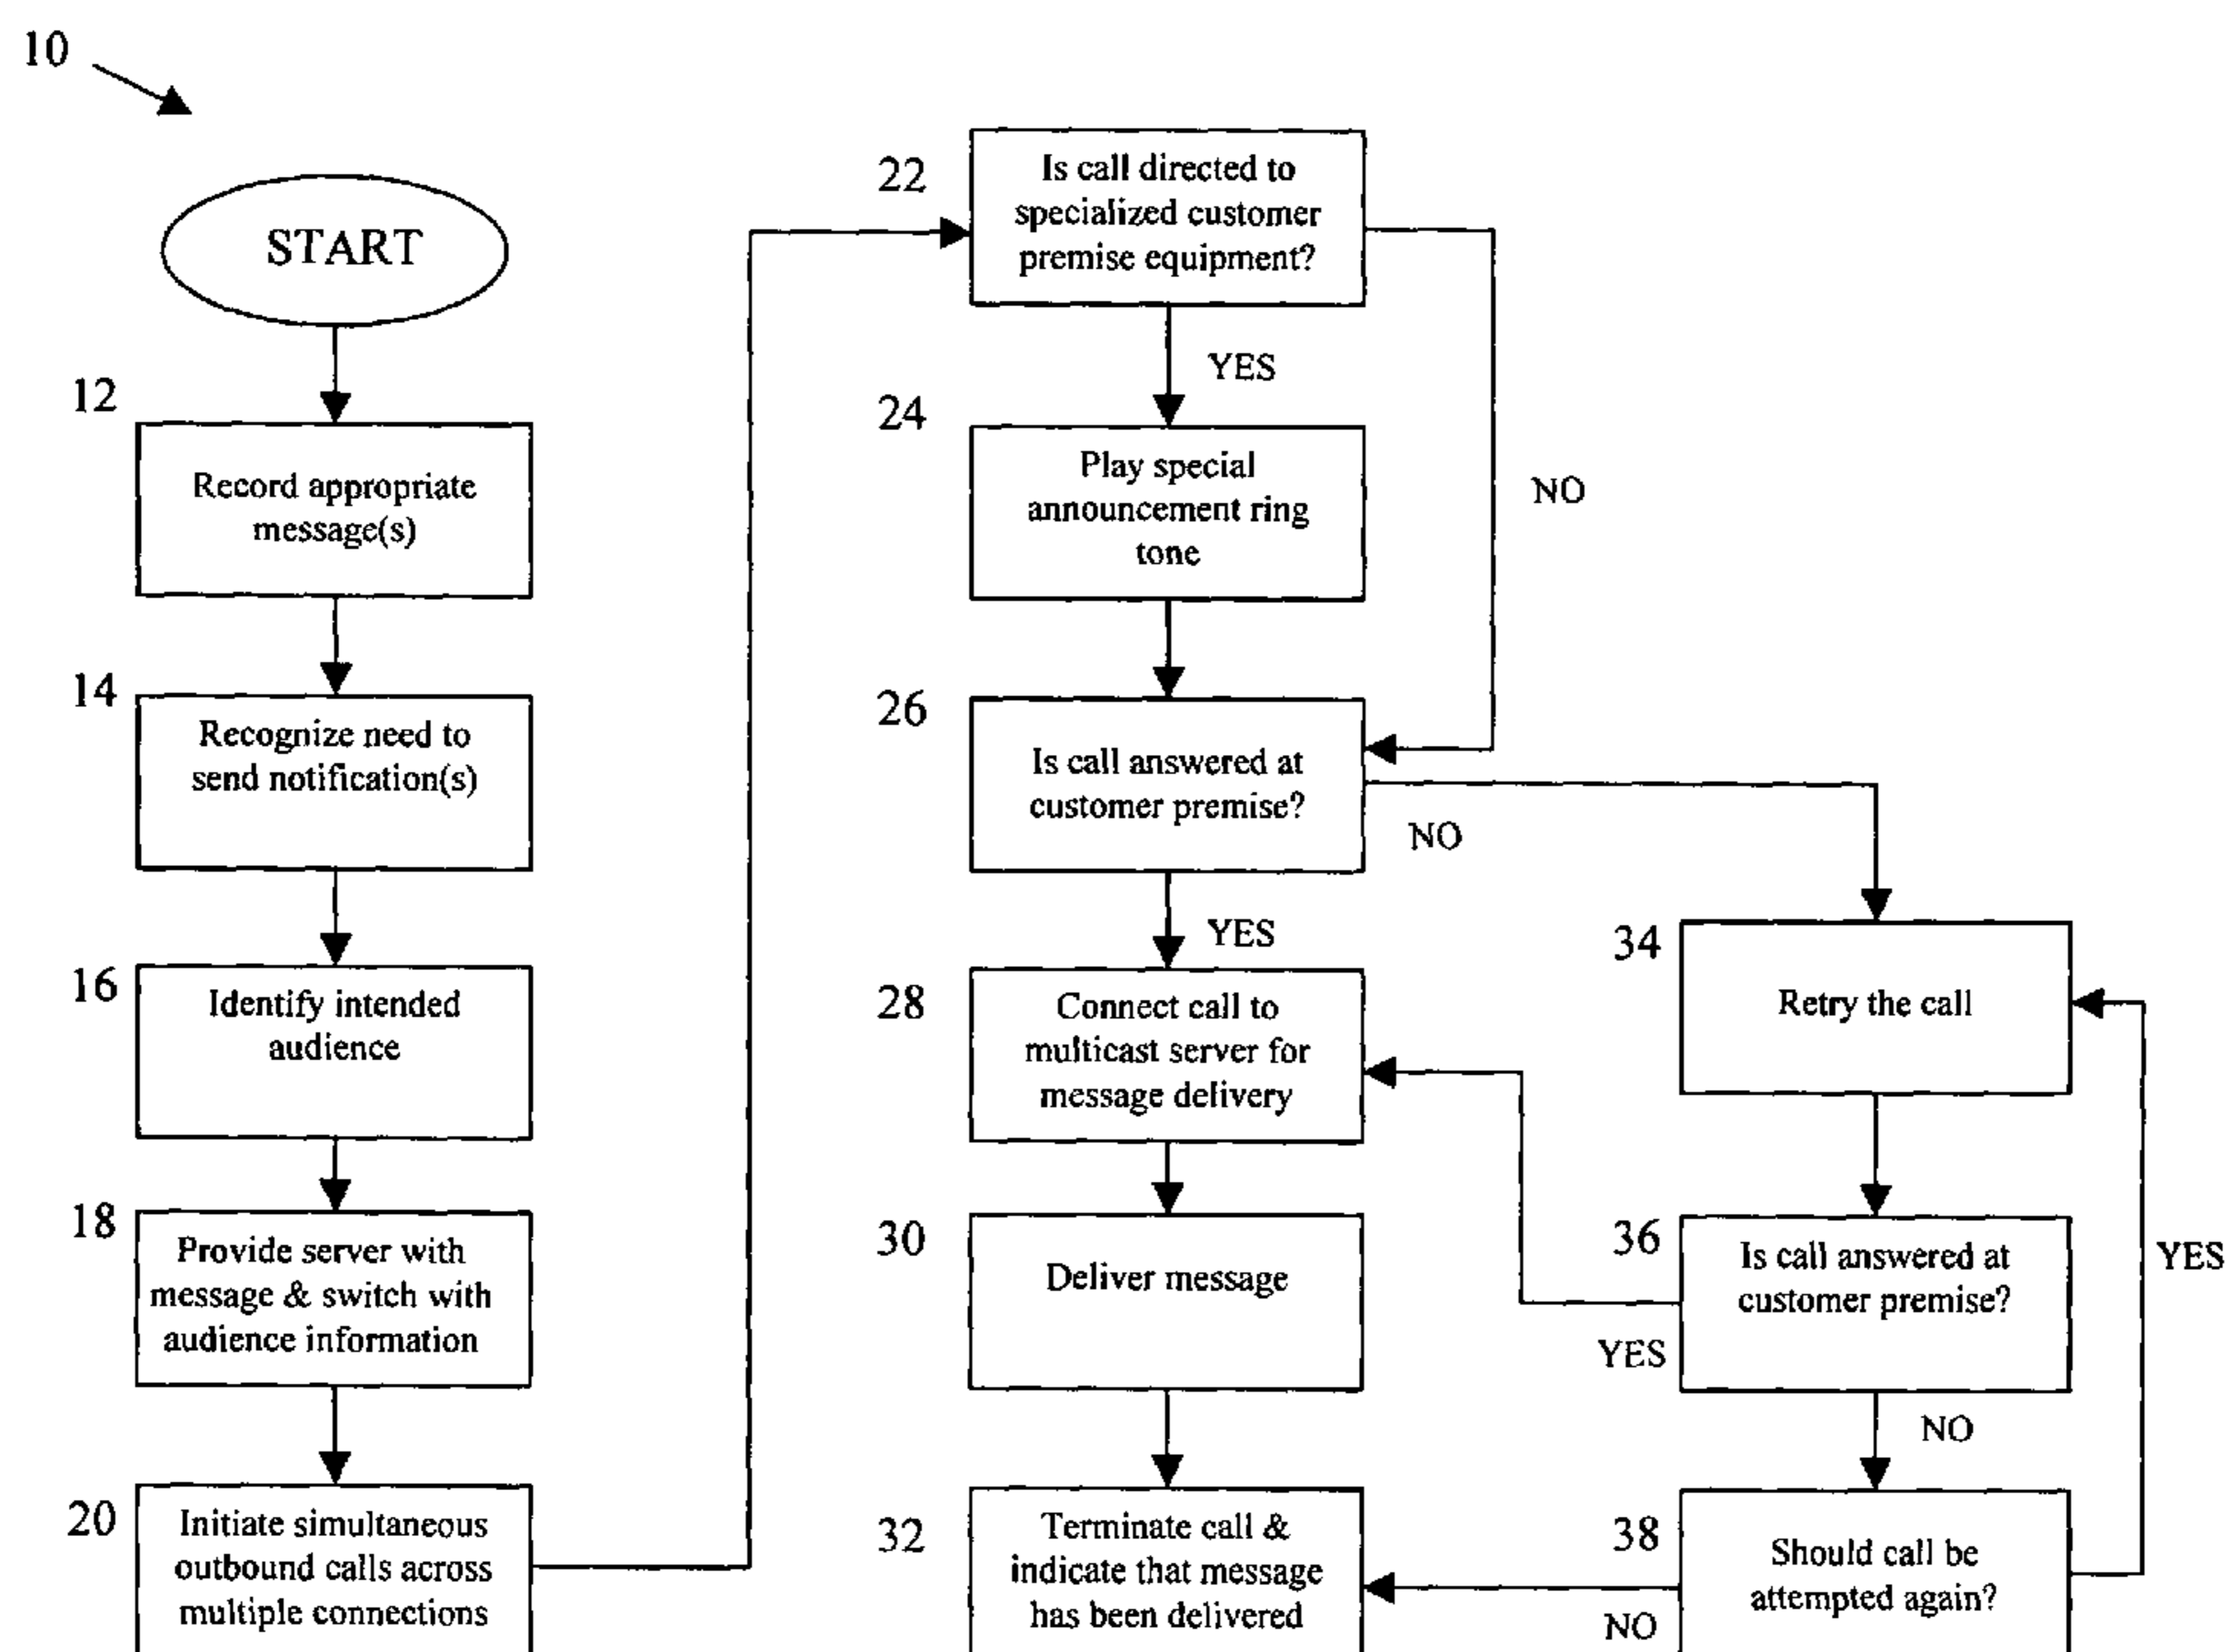 10
START
12
Record appropriate
message(s)
14
Recognize need to
send notification(s)
16
Identify intended
audience
18
Provide server with
message & switch with
audience information
20
Initiate simultaneous
outbound calls across
multiple connections
22
Is call directed to
specialized customer
premise equipment?
YES
NO
24
Play special
announcement ring
tone
26
Is call answered at
customer premise?
NO
YES
28
Connect call to
multicast server for
message delivery
30
Deliver message
32
Terminate call &
indicate that message
has been delivered
34
Retry the call
36
Is call answered at
customer premise?
YES
YES
NO
38
Should call be
attempted again?
NO